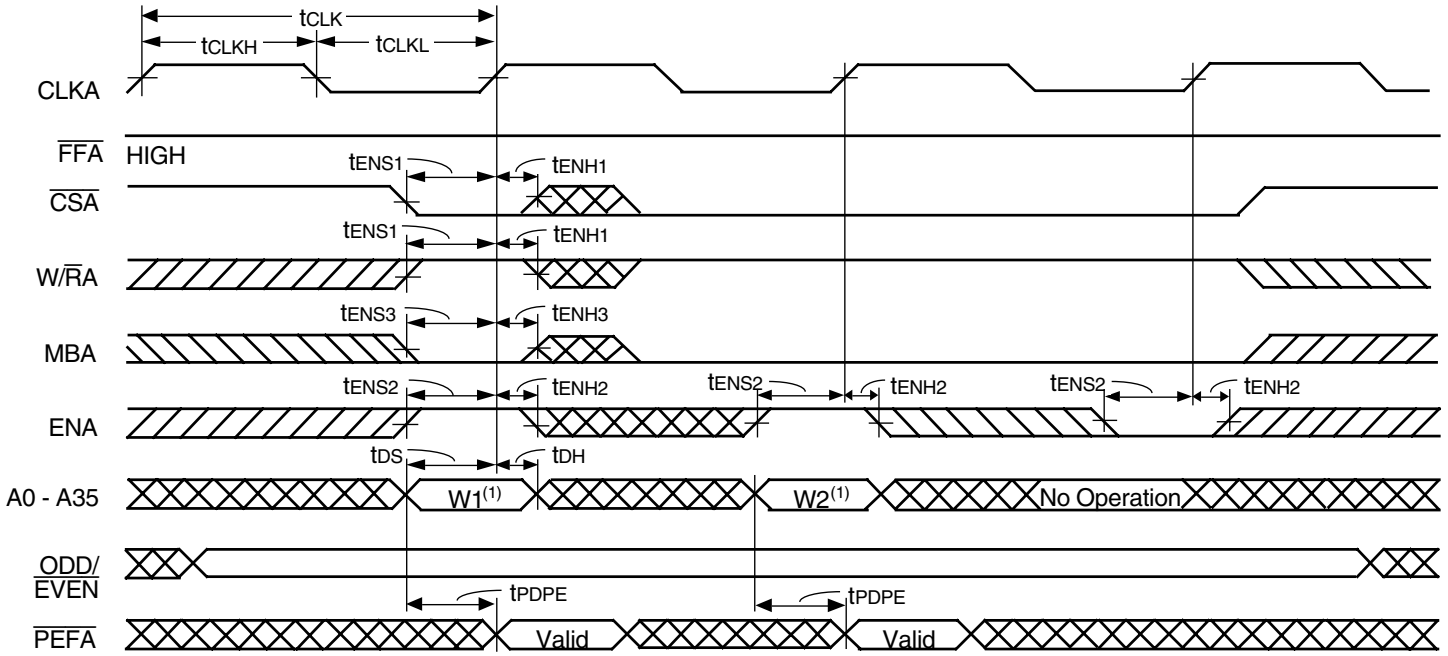 tCLK
tCLKH tCLKL
CLKA
FFA HIGH
tENS1 tENH1
CSA
tENS1 tENH1
W/RA
tENS3 tENH3
MBA
tENS2 tENH2 tENS2 tENH2 tENS2 tENH2
ENA
tDS tDH
A0 - A35 W1(1) W2(1) No Operation
ODD/
EVEN
tPDPE tPDPE
PEFA Valid Valid